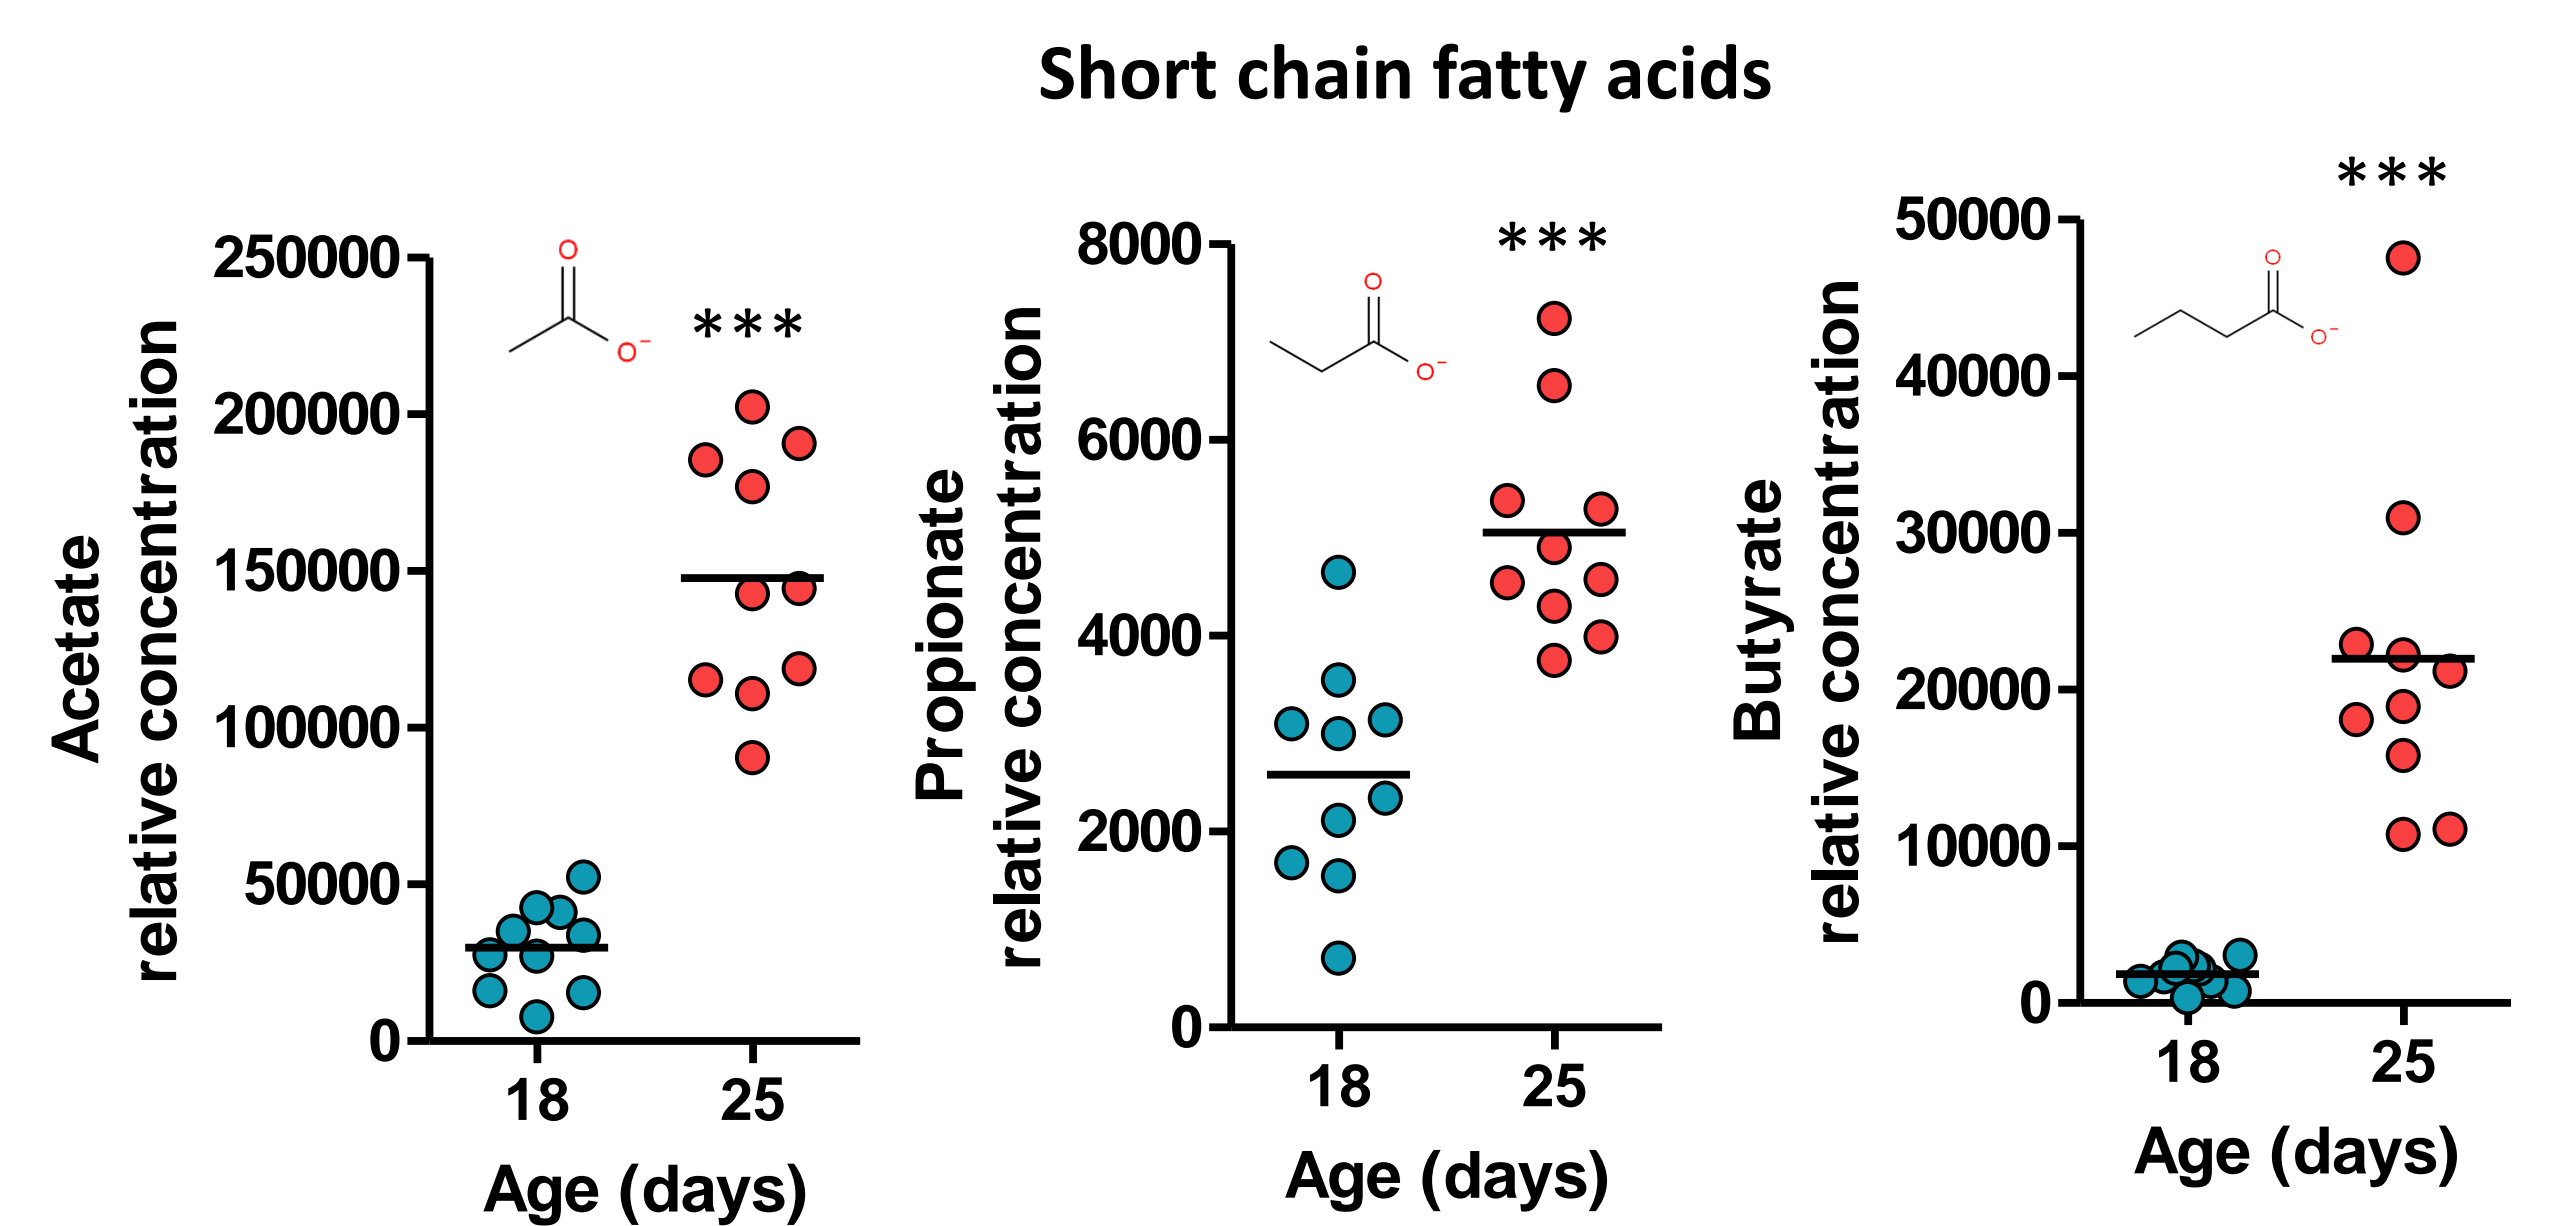 Short chain fatty acids
Acetate
relative concentration
250000
200000
150000
100000
50000
0
O
O⁻
***
18
25
Age (days)
Propionate
relative concentration
8000
6000
4000
2000
0
O
O⁻
***
18
25
Age (days)
Butyrate
relative concentration
50000
40000
30000
20000
10000
0
O
O⁻
***
18
25
Age (days)